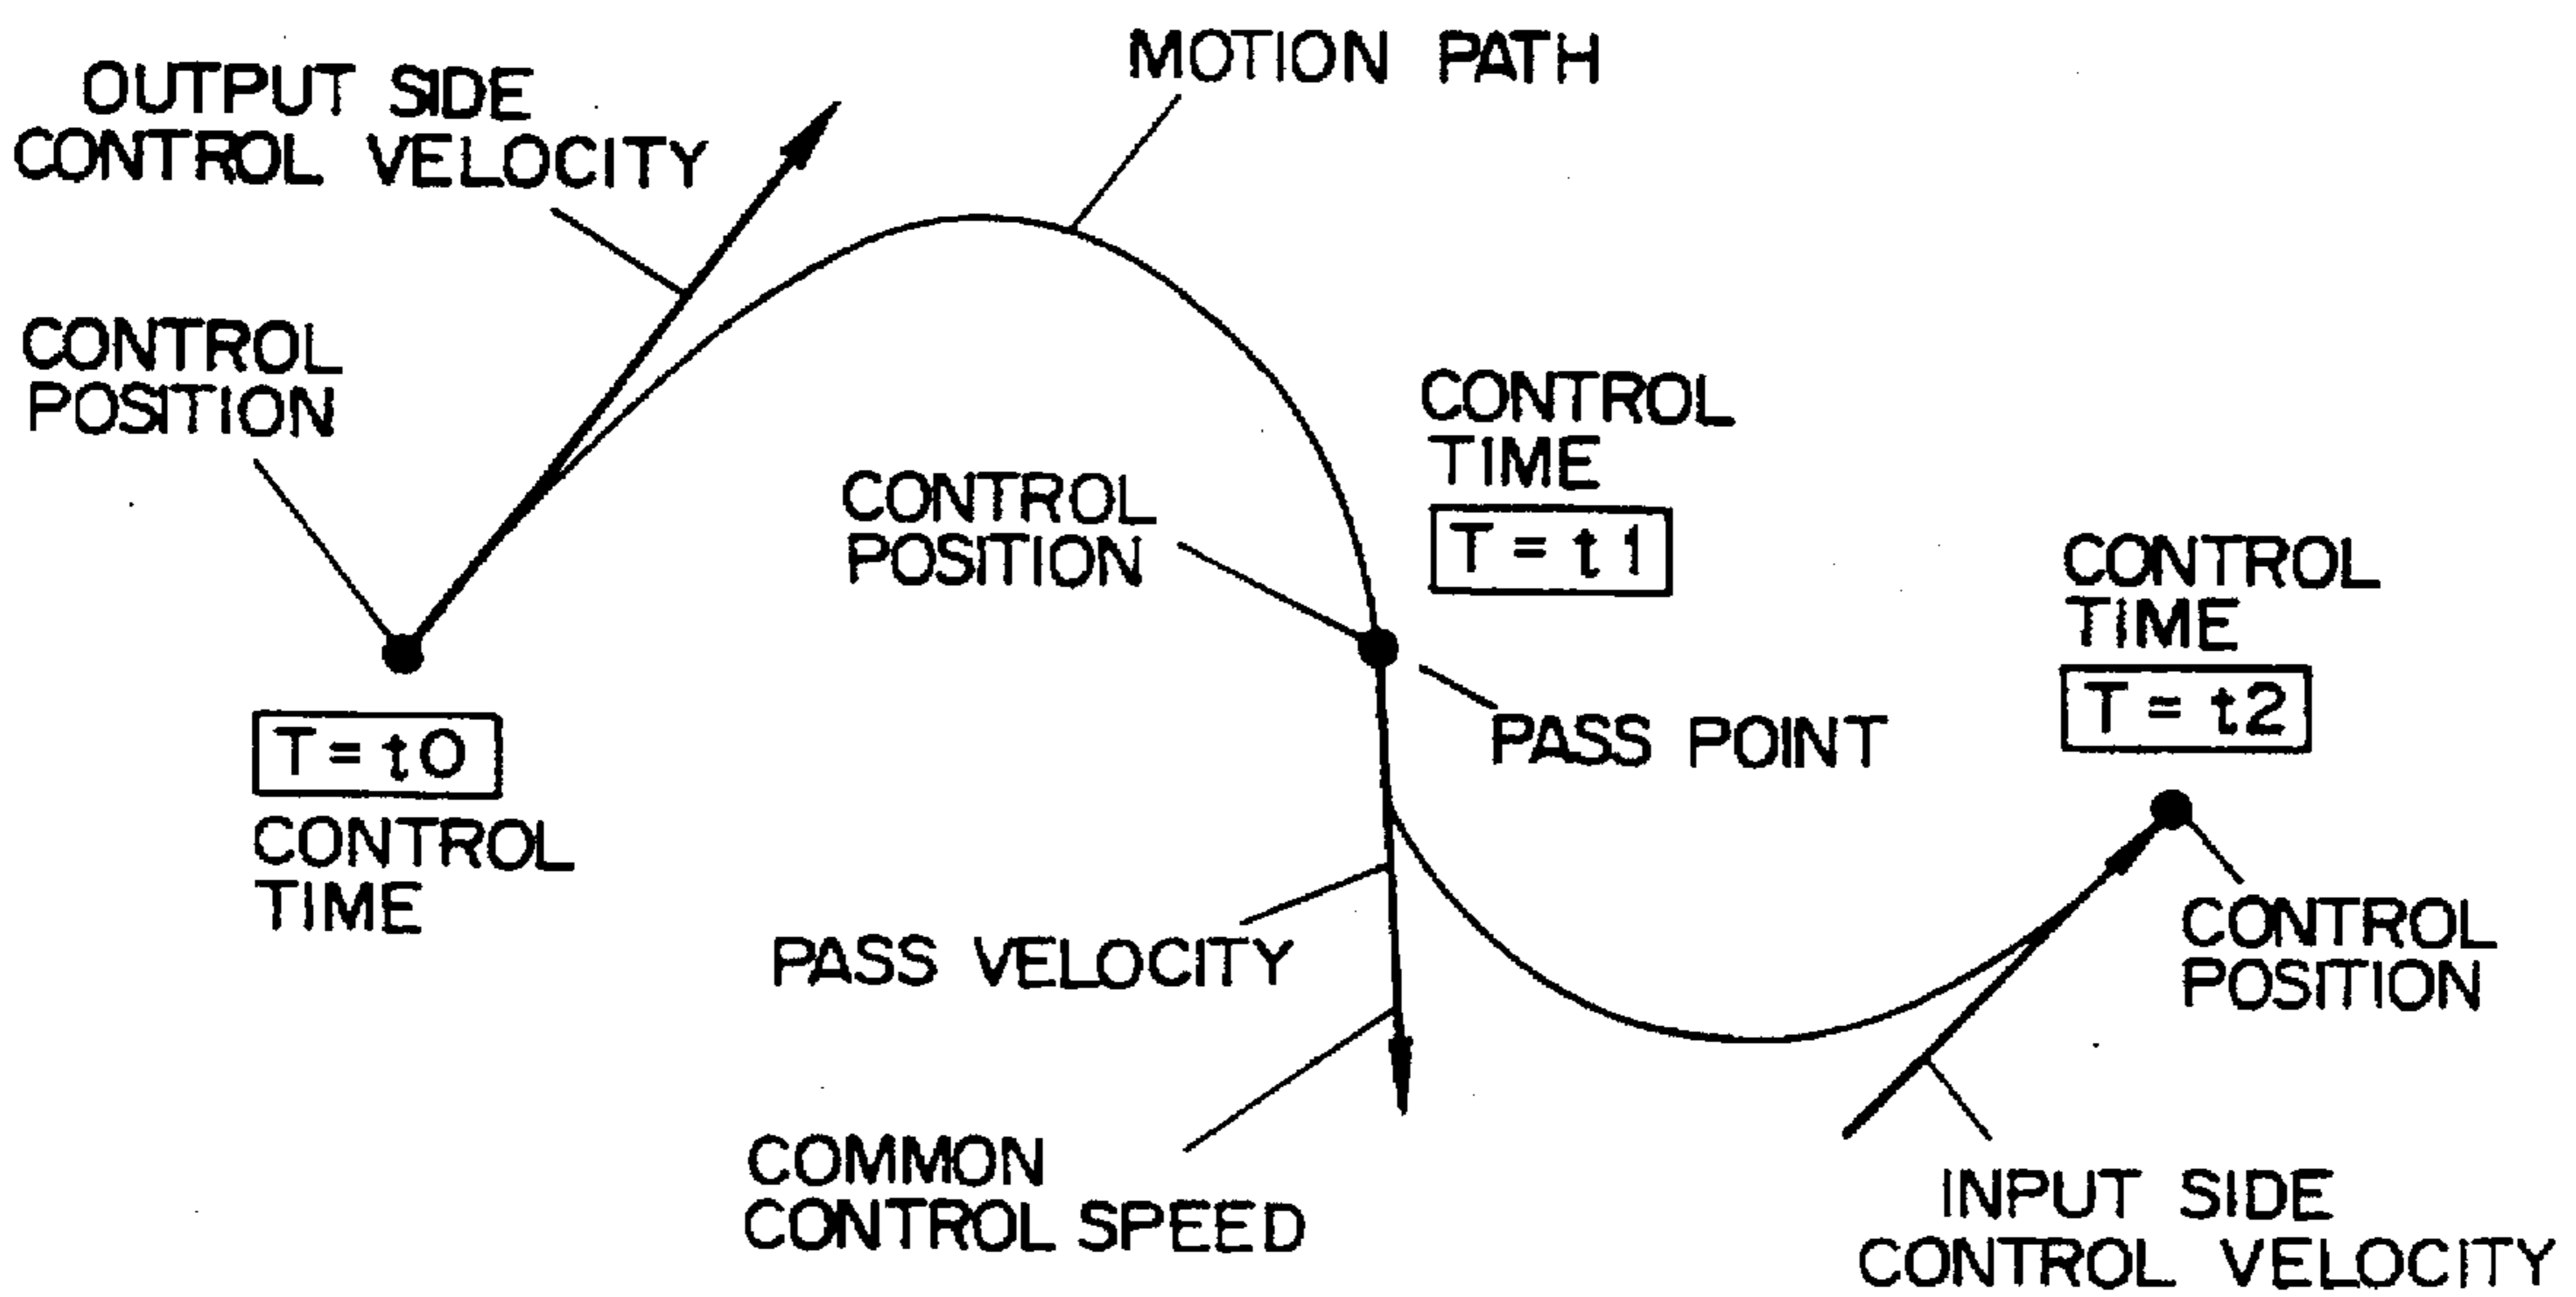 MOTION PATH
OUTPUT SIDE
CONTROL VELOCITY
CONTROL
POSITION
CONTROL
TIME
T = t1
CONTROL
POSITION
CONTROL
TIME
T = t2
T = t0
CONTROL
TIME
PASS POINT
CONTROL
POSITION
PASS VELOCITY
COMMON
CONTROL SPEED
INPUT SIDE
CONTROL VELOCITY